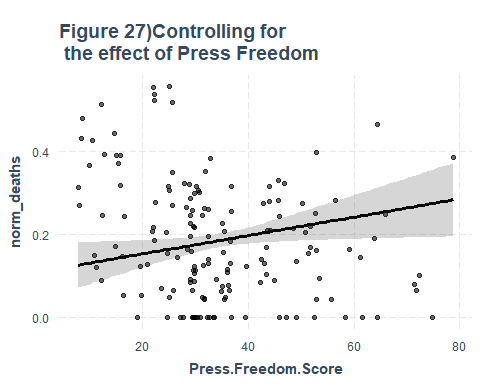 Figure 27)Controlling for
the effect of Press Freedom
norm_deaths
0.4
0.2
0.0
20
40
60
80
Press.Freedom.Score